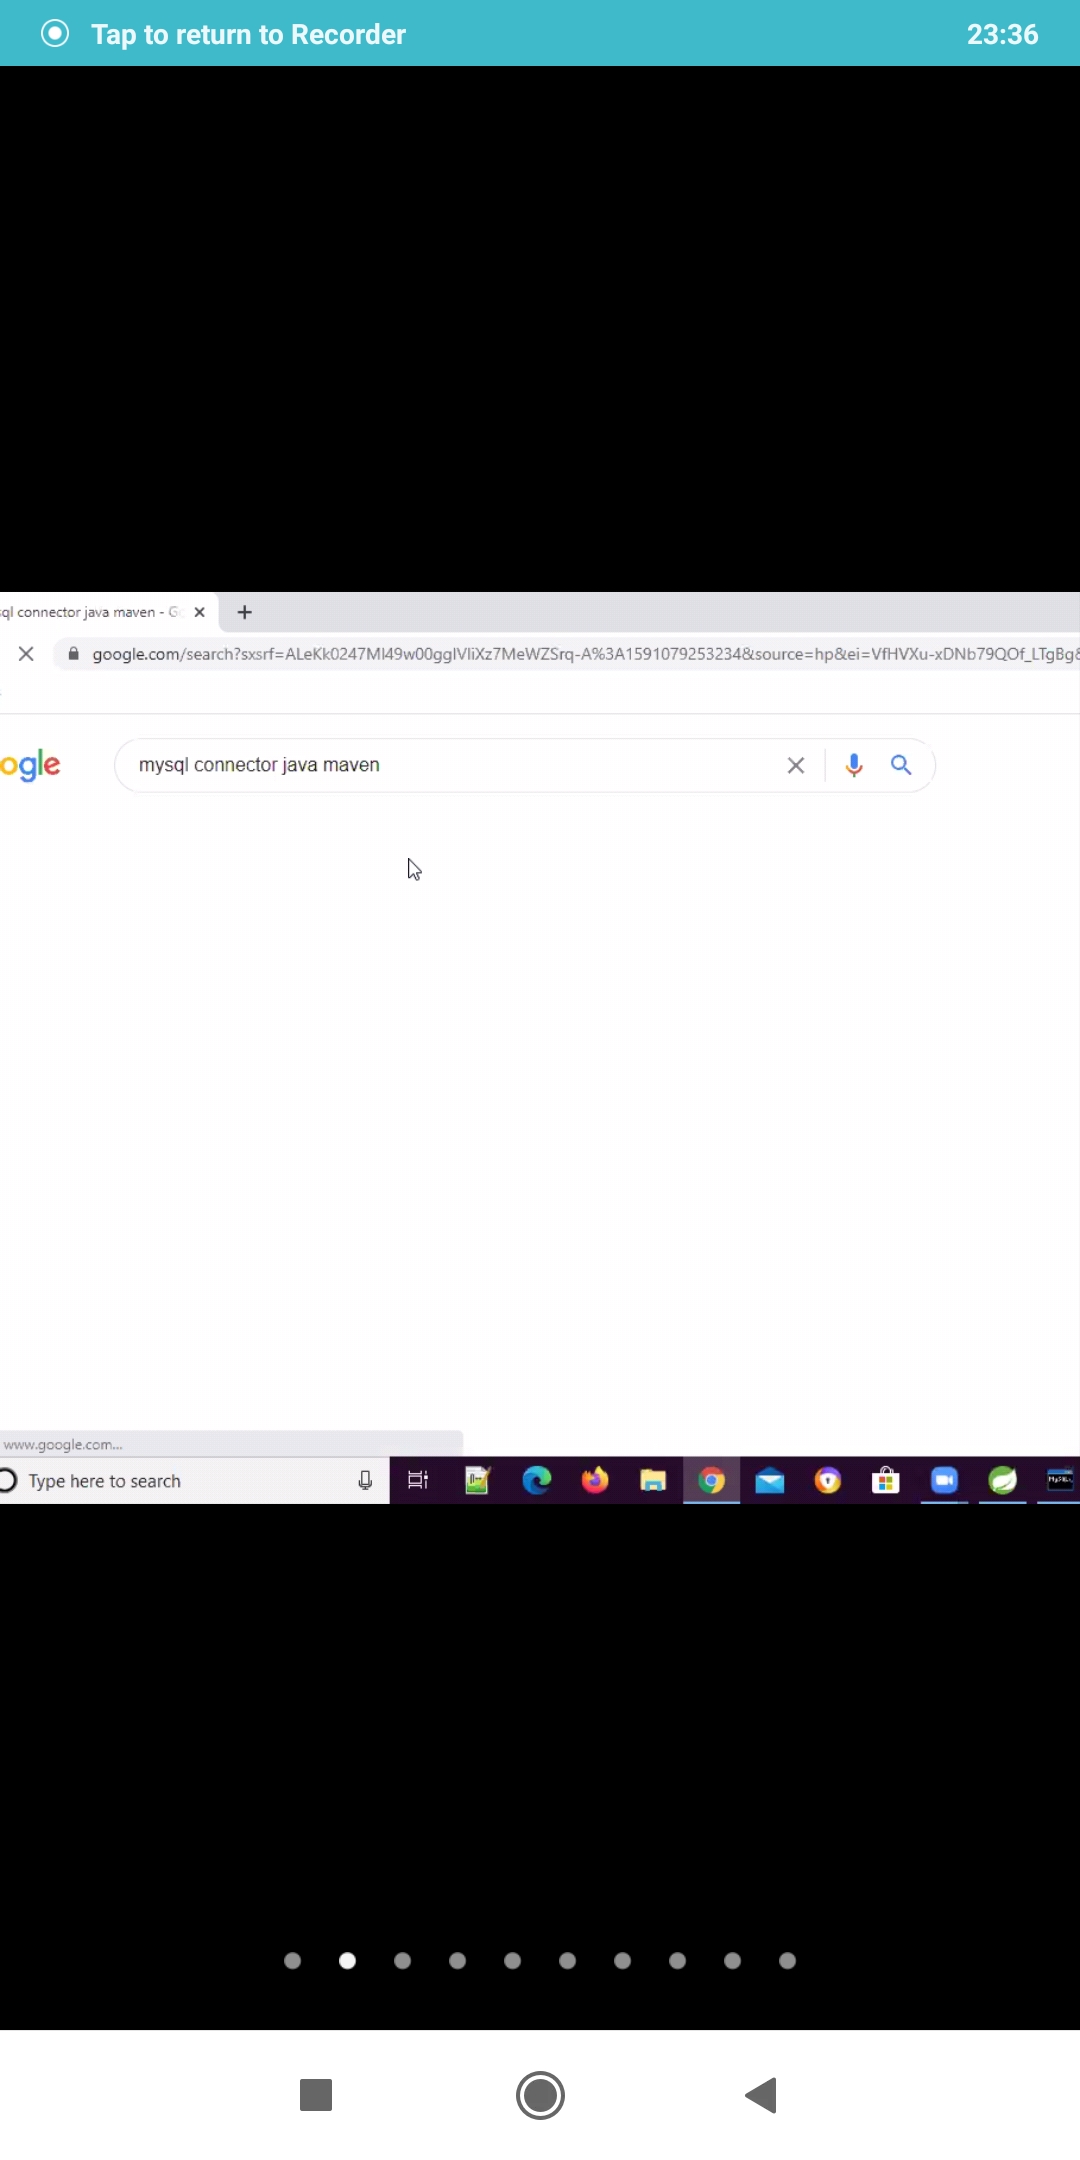 Tap to return to Recorder
23:36
ql connector java maven - G
google.com/search?sxsrf=ALeKk0247Ml49w00gglVliXz7MeWZSrq-A%3A1591079253234&source=hp&ei=VfHVXu-xDNb79QOf_LTgBg&
ogle
mysql connector java maven
www.google.com...
Type here to search